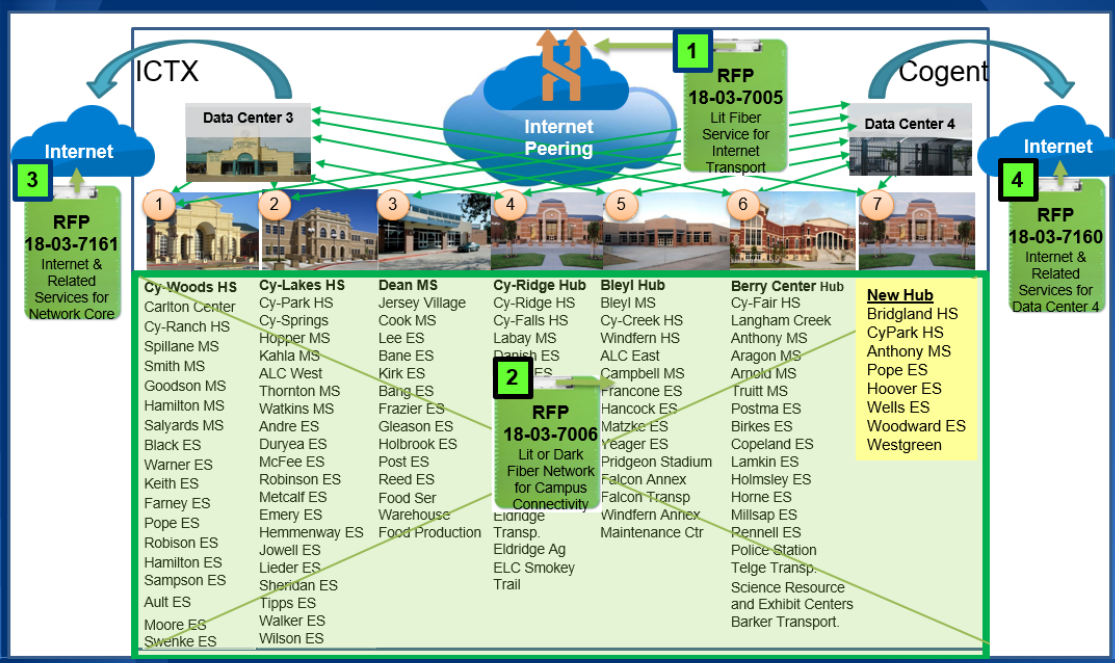 ICTX
Cogent
1
RFP
18-03-7005
Lit Fiber
Service for
Internet
Transport
Data Center 3
Internet
Peering
Data Center 4
Internet
Internet
3
RFP
18-03-7161
Internet &
Related
Services for
Network Core
4
RFP
18-03-7160
Internet &
Related
Services for
Data Center 4
1
2
3
4
5
6
7
Cy-Woods HS
Carlton Center
Cy-Ranch HS
Spillane MS
Smith MS
Goodson MS
Hamilton MS
Salyards MS
Black ES
Warner ES
Keith ES
Farney ES
Pope ES
Robison ES
Hamilton ES
Sampson ES
Ault ES
Moore ES
Swenke ES
Cy-Lakes HS
Cy-Park HS
Cy-Springs
Hopper MS
Kahla MS
ALC West
Thornton MS
Watkins MS
Andre ES
Duryea ES
McFee ES
Robinson ES
Metcalf ES
Emery ES
Hemmenway ES
Jowell ES
Lieder ES
Sheridan ES
Tipps ES
Walker ES
Wilson ES
Dean MS
Jersey Village
Cook MS
Lee ES
Bane ES
Kirk ES
Bang ES
Frazier ES
Gleason ES
Holbrook ES
Post ES
Reed ES
Food Ser
Warehouse
Food Production
Cy-Ridge Hub
Cy-Ridge HS
Cy-Falls HS
Labay MS
Danish ES
ES
2
RFP
18-03-7006
Lit or Dark
Fiber Network
for Campus
Connectivity
Eldridge
Transp.
Eldridge Ag
ELC Smokey
Trail
Bleyl Hub
Bleyl MS
Cy-Creek HS
Windfern HS
ALC East
Campbell MS
Francone ES
Hancock ES
Matzke ES
Yeager ES
Pridgeon Stadium
Falcon Annex
Falcon Transp
Windfern Annex
Maintenance Ctr
Berry Center Hub
Cy-Fair HS
Langham Creek
Anthony MS
Aragon MS
Arnold MS
Truitt MS
Postma ES
Birkes ES
Copeland ES
Lamkin ES
Holmsley ES
Horne ES
Millsap ES
Rennell ES
Police Station
Telge Transp.
Science Resource
and Exhibit Centers
Barker Transport.
New Hub
Bridgland HS
CyPark HS
Anthony MS
Pope ES
Hoover ES
Wells ES
Woodward ES
Westgreen